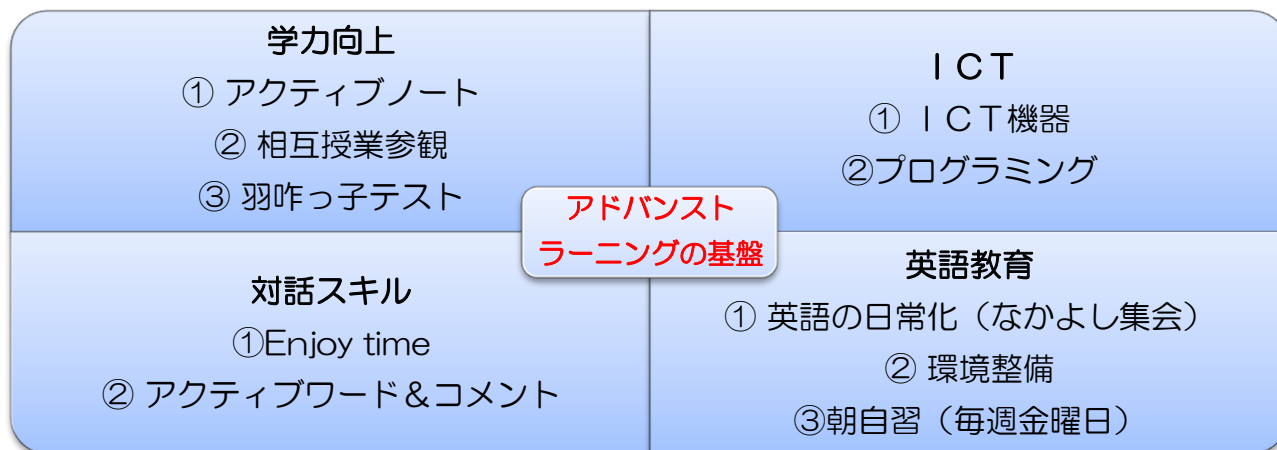 学力向上
① アクティブノート
② 相互授業参観
③ 羽咋っ子テスト
ＩＣＴ
① ＩＣＴ機器
②プログラミング
アドバンスト
ラーニングの基盤
対話スキル
①Enjoy time
② アクティブワード＆コメント
英語教育
① 英語の日常化（なかよし集会）
② 環境整備
③朝自習（毎週金曜日）